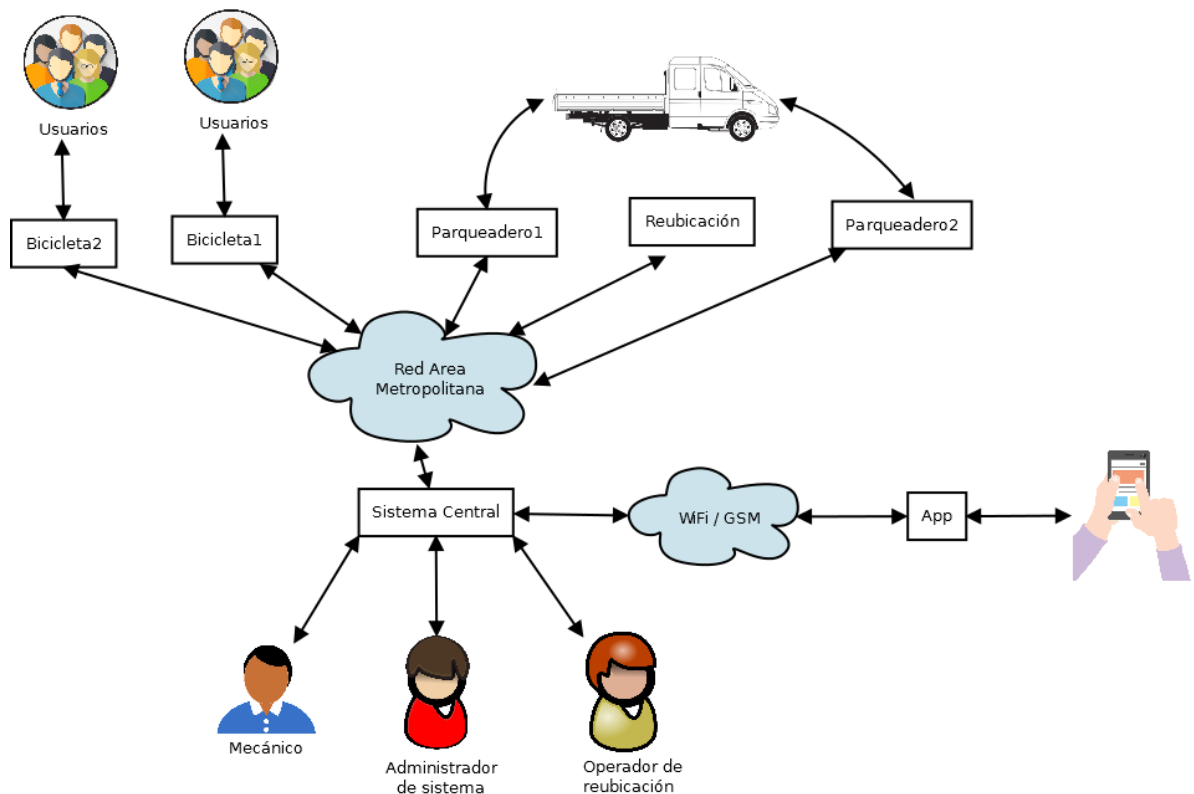 Usuarios
Usuarios
Bicicleta2
Bicicleta1
Parqueadero1
Reubicación
Parqueadero2
Red Area
Metropolitana
Sistema Central
WiFi / GSM
App
Mecánico
Administrador
de sistema
Operador de
reubicación